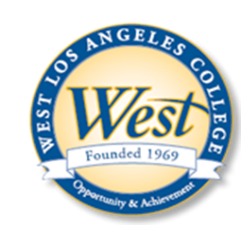 WEST LOS ANGELES COLLEGE
West
Founded 1969
Opportunity & Achievement